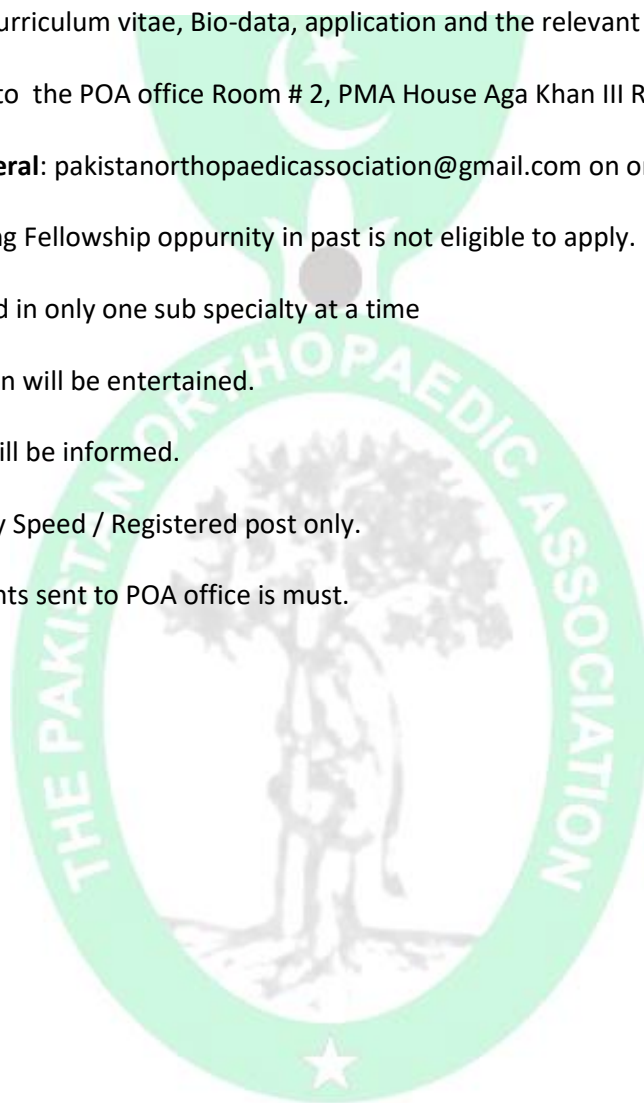 urriculum vitae, Bio-data, application and the relevant
to the POA office Room # 2, PMA House Aga Khan III R
eral: pakistanorthopaedicassociation@gmail.com on o
ng Fellowship oppurnity in past is not eligible to apply.
d in only one sub specialty at a time
n will be entertained.
ill be informed.
y Speed / Registered post only.
nts sent to POA office is must.
THE PAKISTAN ORTHOPAEDIC ASSOCIATION